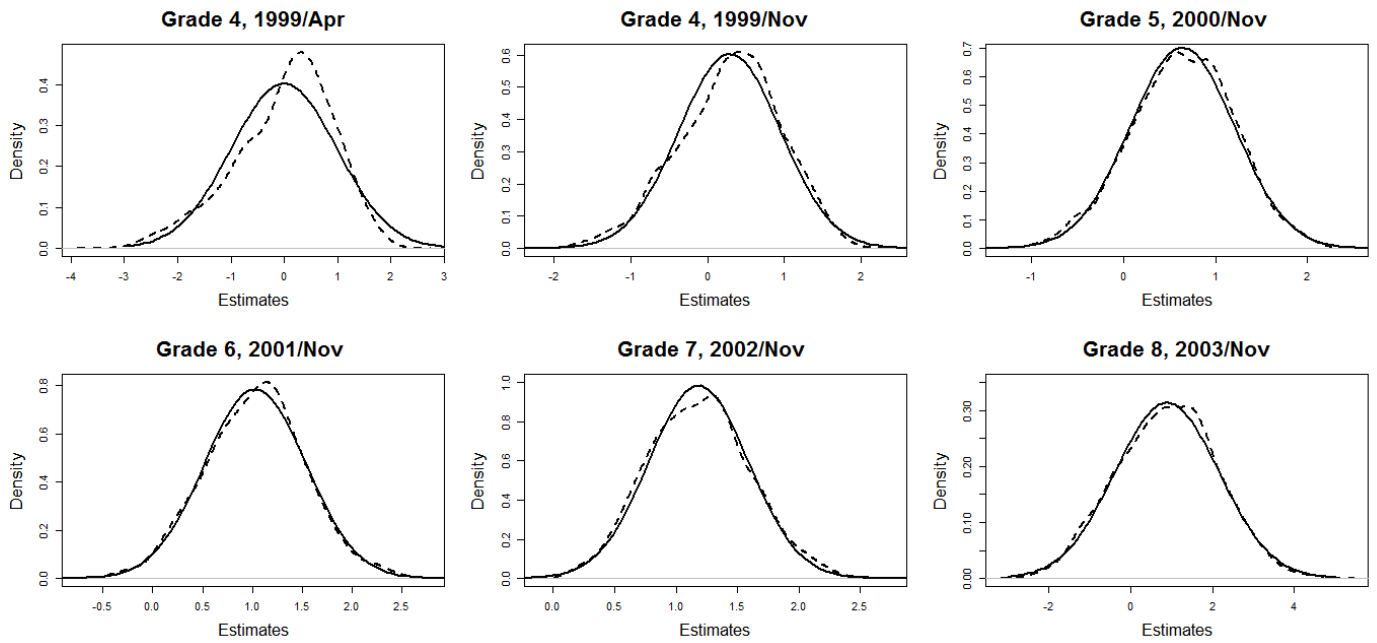 Grade 4, 1999/Apr
Density
0.0 0.1 0.2 0.3 0.4
-4 -3 -2 -1 0 1 2 3
Estimates
Grade 4, 1999/Nov
Density
0.0 0.1 0.2 0.3 0.4 0.5 0.6
-2 -1 0 1 2
Estimates
Grade 5, 2000/Nov
Density
0.0 0.1 0.2 0.3 0.4 0.5 0.6 0.7
-1 0 1 2
Estimates
Grade 6, 2001/Nov
Density
0.0 0.2 0.4 0.6 0.8
-0.5 0.0 0.5 1.0 1.5 2.0 2.5
Estimates
Grade 7, 2002/Nov
Density
0.0 0.2 0.4 0.6 0.8 1.0
0.0 0.5 1.0 1.5 2.0 2.5
Estimates
Grade 8, 2003/Nov
Density
0.00 0.10 0.20 0.30
-2 0 2 4
Estimates